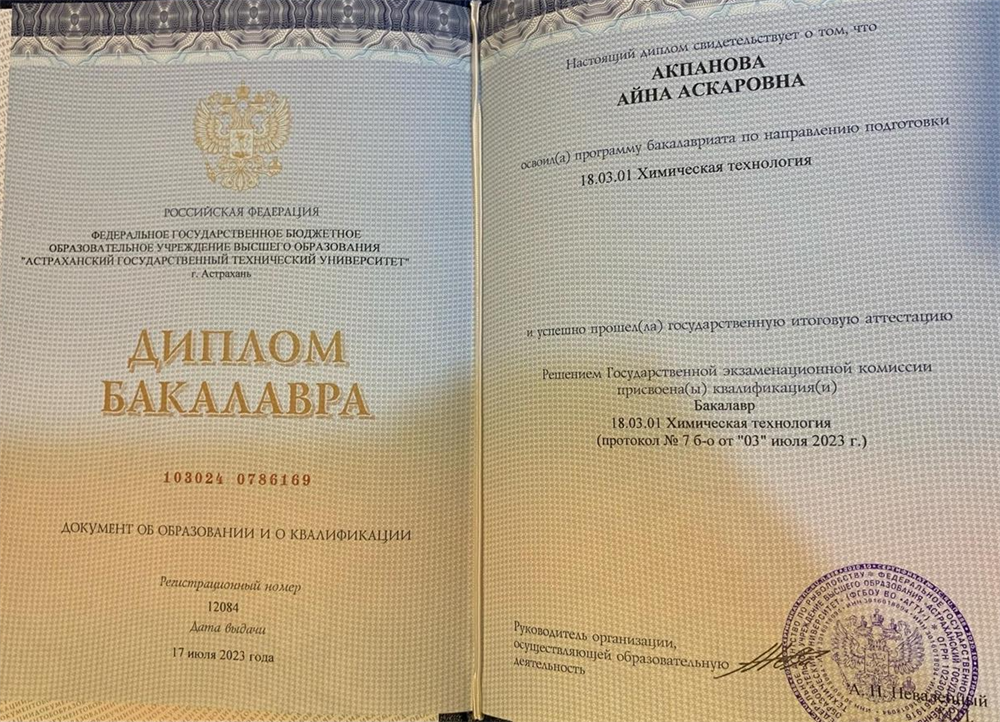 РОССИЙСКАЯ ФЕДЕРАЦИЯ
ФЕДЕРАЛЬНОЕ ГОСУДАРСТВЕННОЕ БЮДЖЕТНОЕ
ОБРАЗОВАТЕЛЬНОЕ УЧРЕЖДЕНИЕ ВЫСШЕГО ОБРАЗОВАНИЯ
"АСТРАХАНСКИЙ ГОСУДАРСТВЕННЫЙ ТЕХНИЧЕСКИЙ УНИВЕРСИТЕТ"
г. Астрахань
ДИПЛОМ
БАКАЛАВРА
103024 0786169
ДОКУМЕНТ ОБ ОБРАЗОВАНИИ И О КВАЛИФИКАЦИИ
Регистрационный номер
12084
Дата выдачи
17 июля 2023 года
Настоящий диплом свидетельствует о том, что
АКПАНОВА
АЙНА АСКАРОВНА
освоил(а) программу бакалавриата по направлению подготовки
18.03.01 Химическая технология
и успешно прошел(ла) государственную итоговую аттестацию
Решением Государственной экзаменационной комиссии
присвоена(ы) квалификация(и)
Бакалавр
18.03.01 Химическая технология
(протокол № 7 б-о от "03" июля 2023 г.)
Руководитель организации,
осуществляющей образовательную
деятельность
А. Н. Неваленный